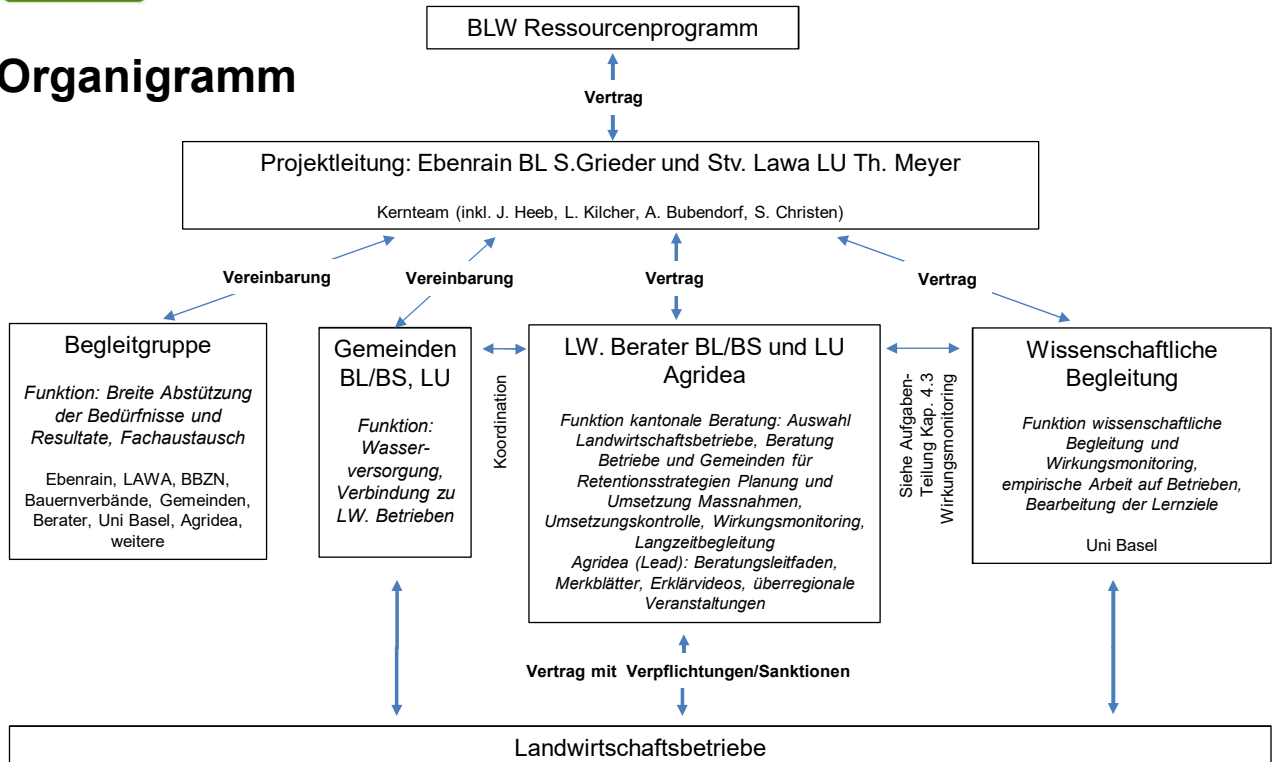 BLW Ressourcenprogramm
Organigramm
Vertrag
Projektleitung: Ebenrain BL S.Grieder und Stv. Lawa LU Th. Meyer
Kernteam (inkl. J. Heeb, L. Kilcher, A. Bubendorf, S. Christen)
Vereinbarung
Vereinbarung
Vertrag
Vertrag
Begleitgruppe
Funktion: Breite Abstützung
der Bedürfnisse und
Resultate, Fachaustausch
Ebenrain, LAWA, BBZN,
Bauernverbände, Gemeinden,
Berater, Uni Basel, Agridea,
weitere
Gemeinden
BL/BS, LU
Funktion:
Wasser-
versorgung,
Verbindung zu
LW. Betrieben
Koordination
LW. Berater BL/BS und LU
Agridea
Funktion kantonale Beratung: Auswahl
Landwirtschaftsbetriebe, Beratung
Betriebe und Gemeinden für
Retentionsstrategien Planung und
Umsetzung Massnahmen,
Umsetzungskontrolle, Wirkungsmonitoring,
Langzeitbegleitung
Agridea (Lead): Beratungsleitfaden,
Merkblätter, Erklärvideos, überregionale
Veranstaltungen
Siehe Aufgaben-
Teilung Kap. 4.3
Wirkungsmonitoring
Wissenschaftliche
Begleitung
Funktion wissenschaftliche
Begleitung und
Wirkungsmonitoring,
empirische Arbeit auf Betrieben,
Bearbeitung der Lernziele
Uni Basel
Vertrag mit Verpflichtungen/Sanktionen
Landwirtschaftsbetriebe